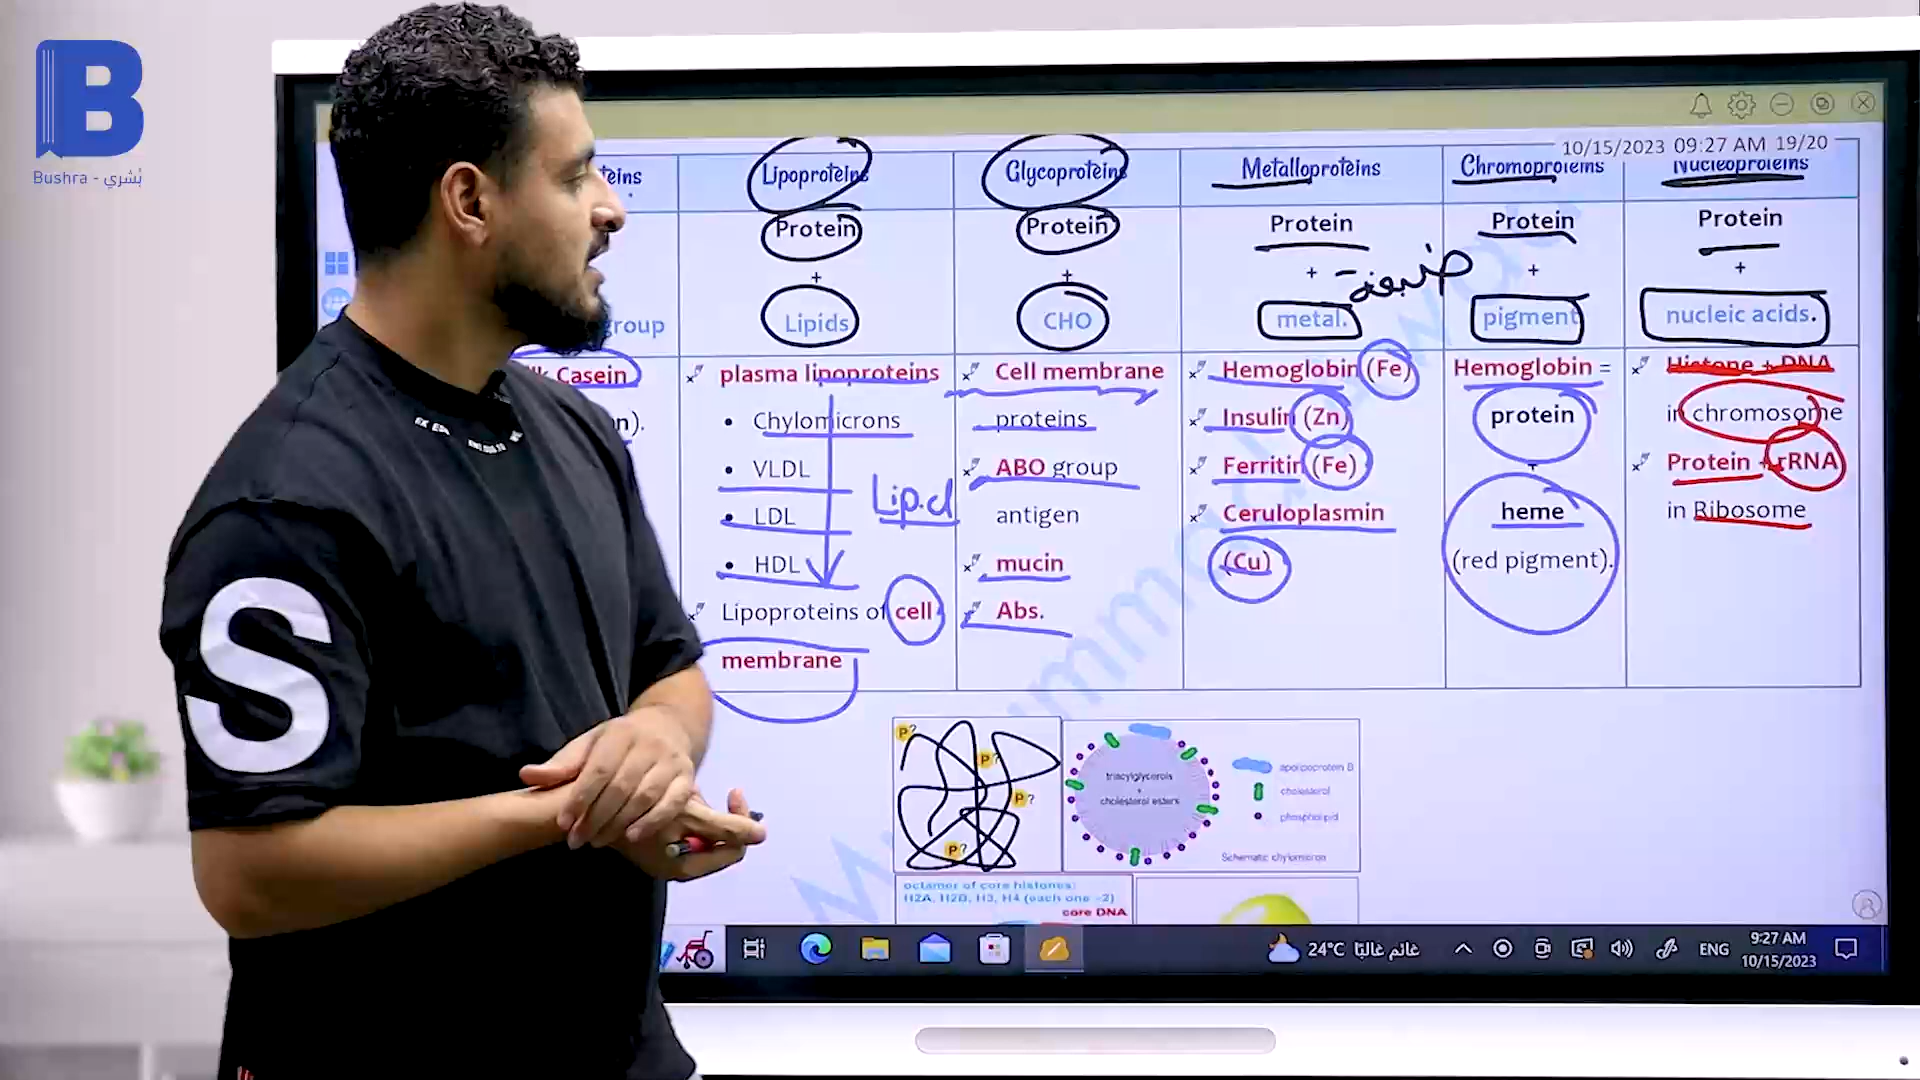 B
Bushra - بُشري
10/15/2023 09:27 AM 19/20
teins
Lipoproteins
Glycoproteins
Metalloproteins
Chromoproteins
Nucleoproteins
group
Protein
+
Lipids
Protein
+
CHO
Protein
+
metal.
Protein
+
pigment
Protein
+
nucleic acids.
lk Casein
n).
plasma lipoproteins
• Chylomicrons
• VLDL
• LDL
• HDL
Lipoproteins of cell
membrane
Lipid
Cell membrane
proteins
ABO group
antigen
mucin
Abs.
Hemoglobin (Fe)
Insulin (Zn)
Ferritin (Fe)
Ceruloplasmin
(Cu)
Hemoglobin =
protein
+
heme
(red pigment).
Histone + DNA
in chromosome
Protein + rRNA
in Ribosome
P?
P?
P?
P?
triacylglycerols
+
cholesterol esters
apolipoprotein B
cholesterol
phospholipid
Schematic chylomicron
octamer of core histones:
H2A, H2B, H3, H4 (each one ×2)
core DNA
S
24°C غائم غالبًا
ENG
9:27 AM
10/15/2023